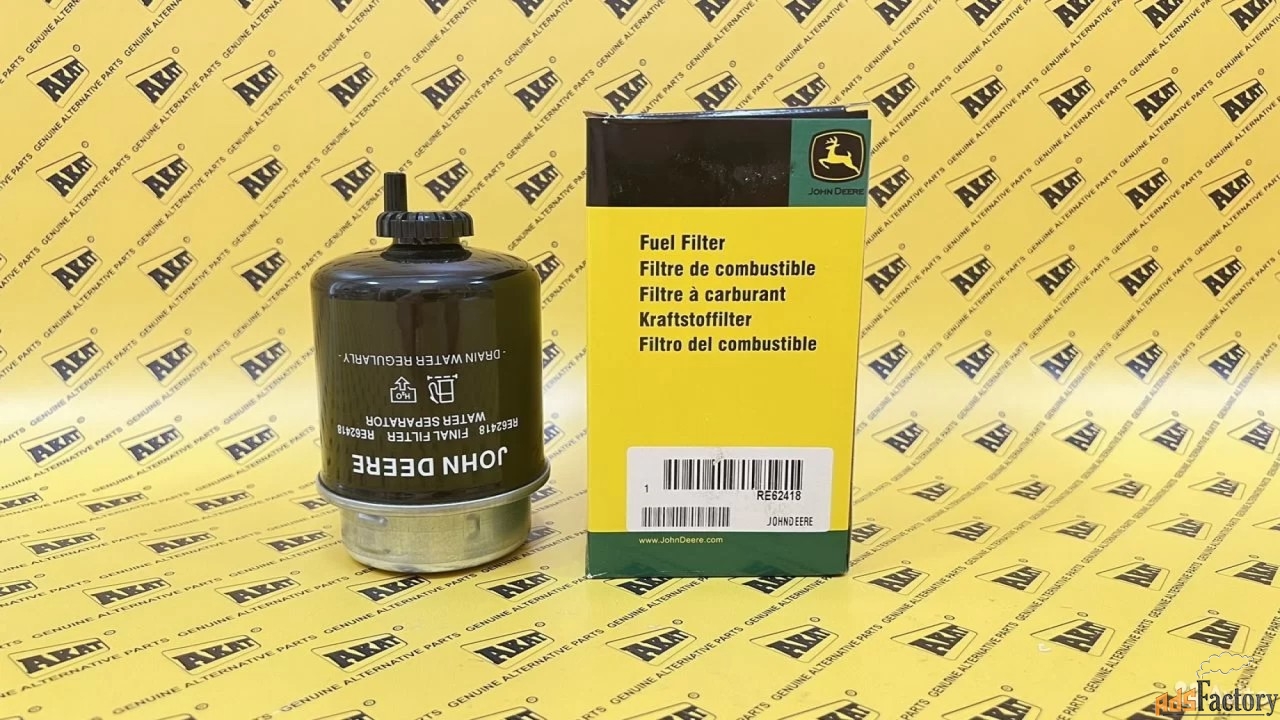 JOHN DEERE
Fuel Filter
Filtre de combustible
Filtre à carburant
Kraftstoffilter
Filtro del combustible
1
RE62418
JOHNDEERE
www.JohnDeere.com
JOHN DEERE
RE62418 FINAL FILTER RE62418
WATER SEPARATOR
H₂O
- DRAIN WATER REGULARLY -
AKAT
GENUINE ALTERNATIVE PARTS
adsFactory